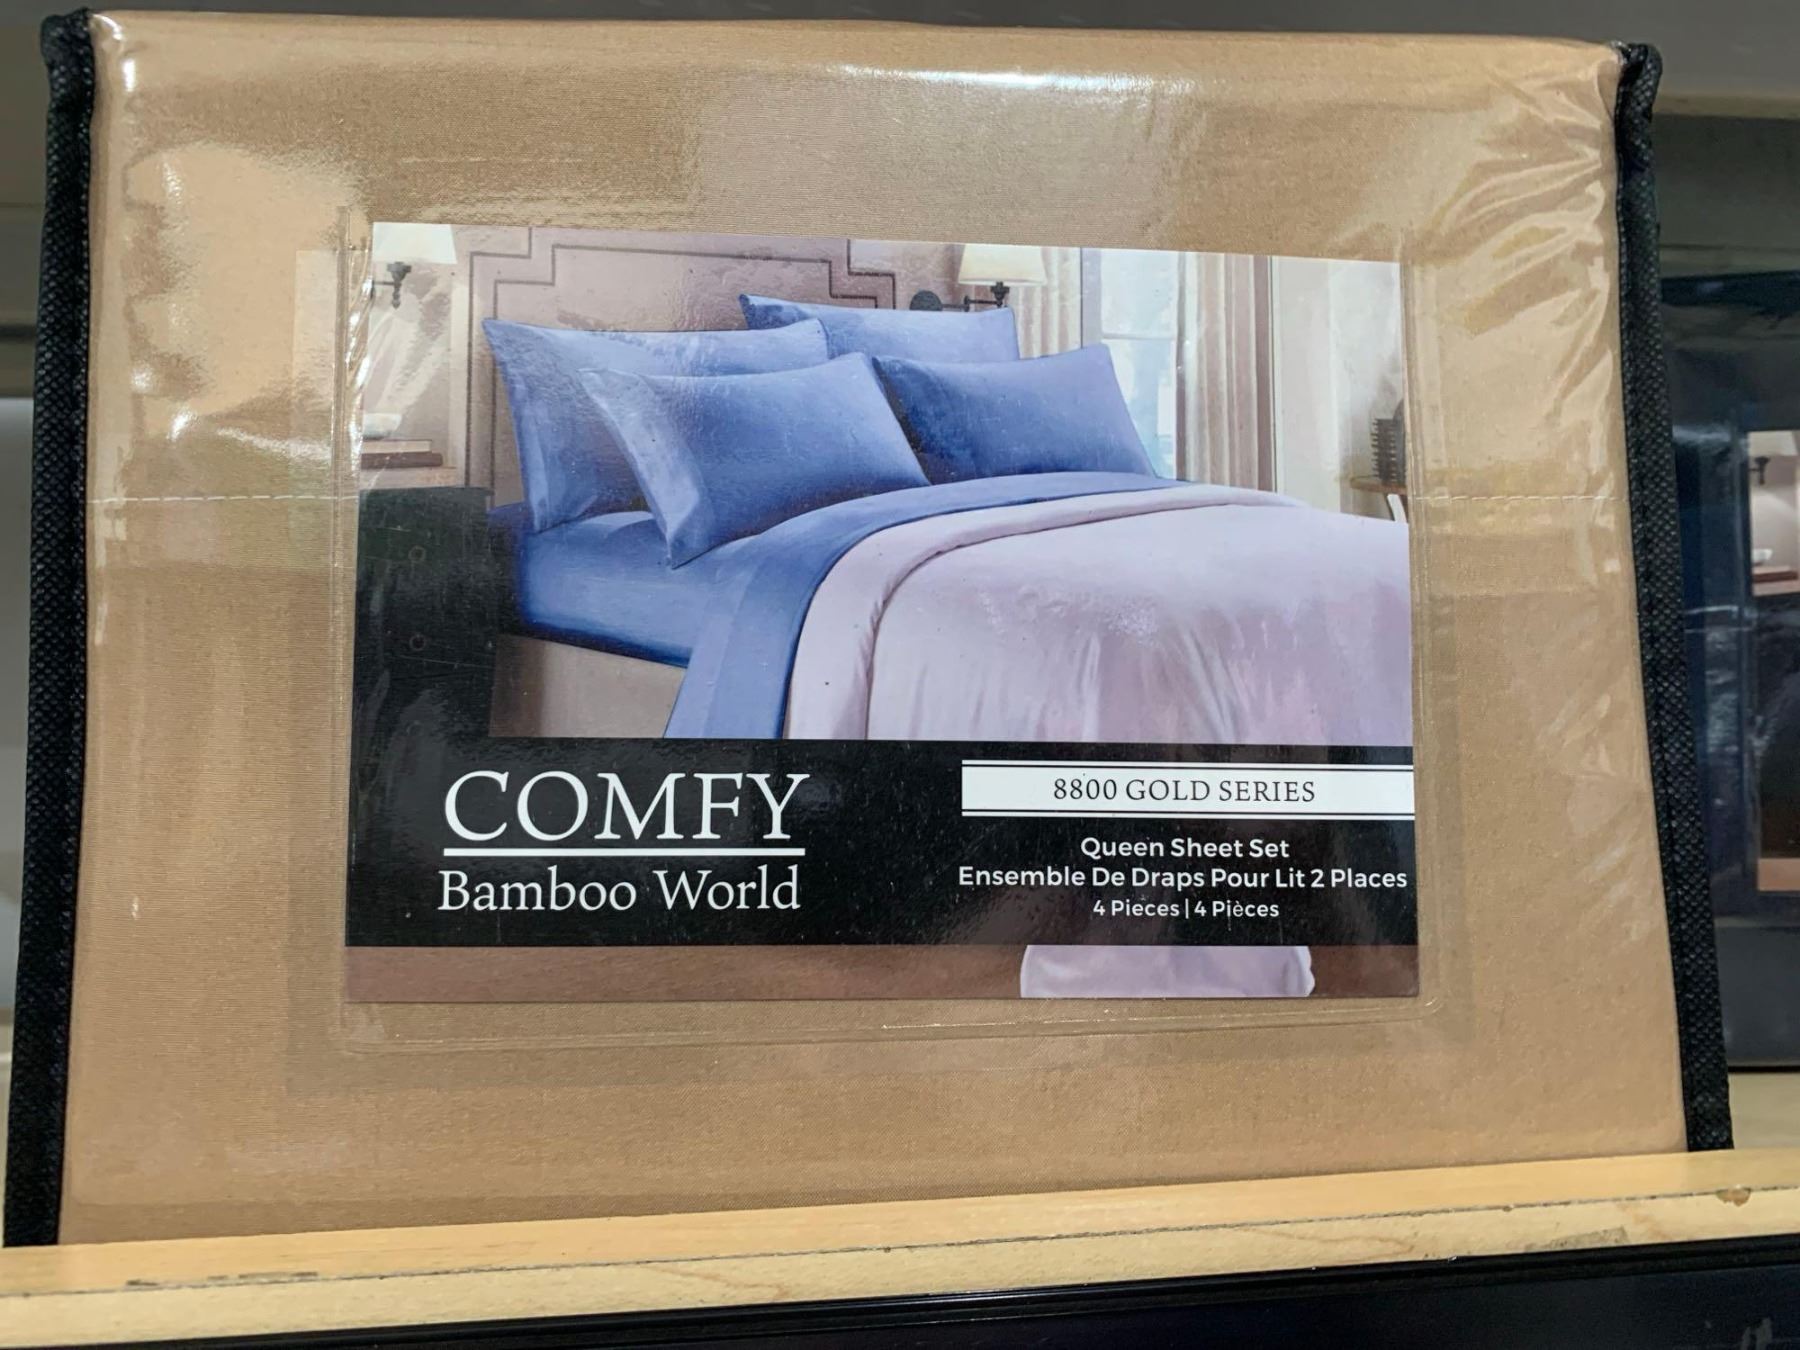 COMFY
Bamboo World
8800 GOLD SERIES
Queen Sheet Set
Ensemble De Draps Pour Lit 2 Places
4 Pieces | 4 Pièces